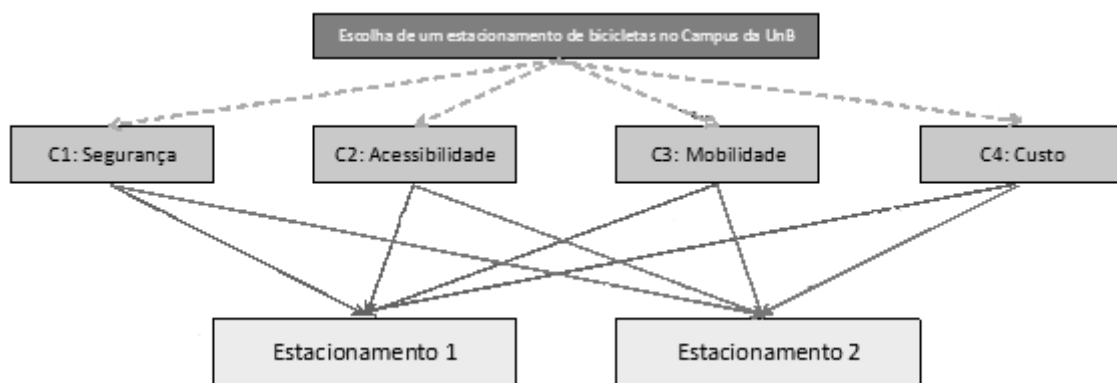 Escolha de um estacionamento de bicicletas no Campus da UnB
C1: Segurança
C2: Acessibilidade
C3: Mobilidade
C4: Custo
Estacionamento 1
Estacionamento 2